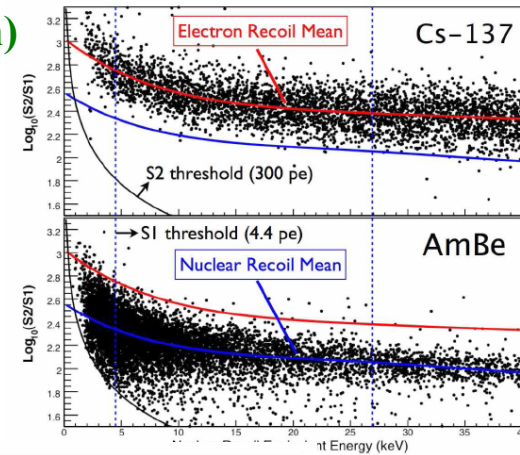 n)
3.2
3
2.8
2.6
2.4
2.2
2
1.8
1.6
Log10(S2/S1)
Electron Recoil Mean
Cs-137
S2 threshold (300 pe)
3.2
3
2.8
2.6
2.4
2.2
2
1.8
1.6
Log10(S2/S1)
S1 threshold (4.4 pe)
AmBe
Nuclear Recoil Mean
0 5 10 15 20 25 30 35
Energy (keV)